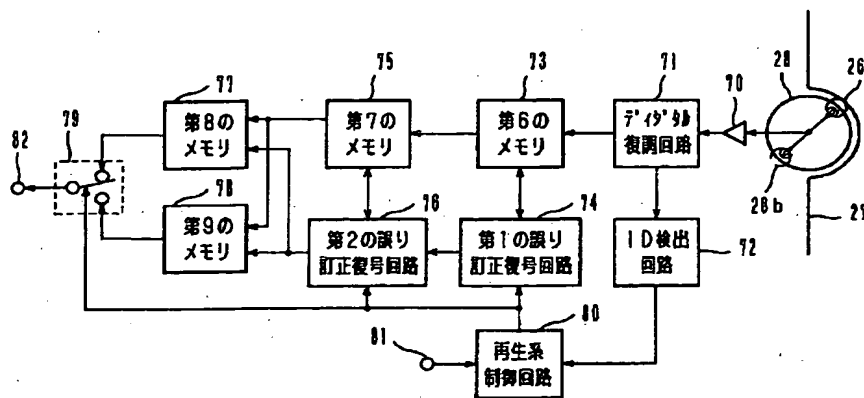 77
75
73
71
70
28
26
82
79
第8の
メモリ
第7の
メモリ
第6の
メモリ
ディジタル
復調回路
78
76
74
28b
第9の
メモリ
第2の誤り
訂正復号回路
第1の誤り
訂正復号回路
ID検出
回路
72
27
81
80
再生系
制御回路